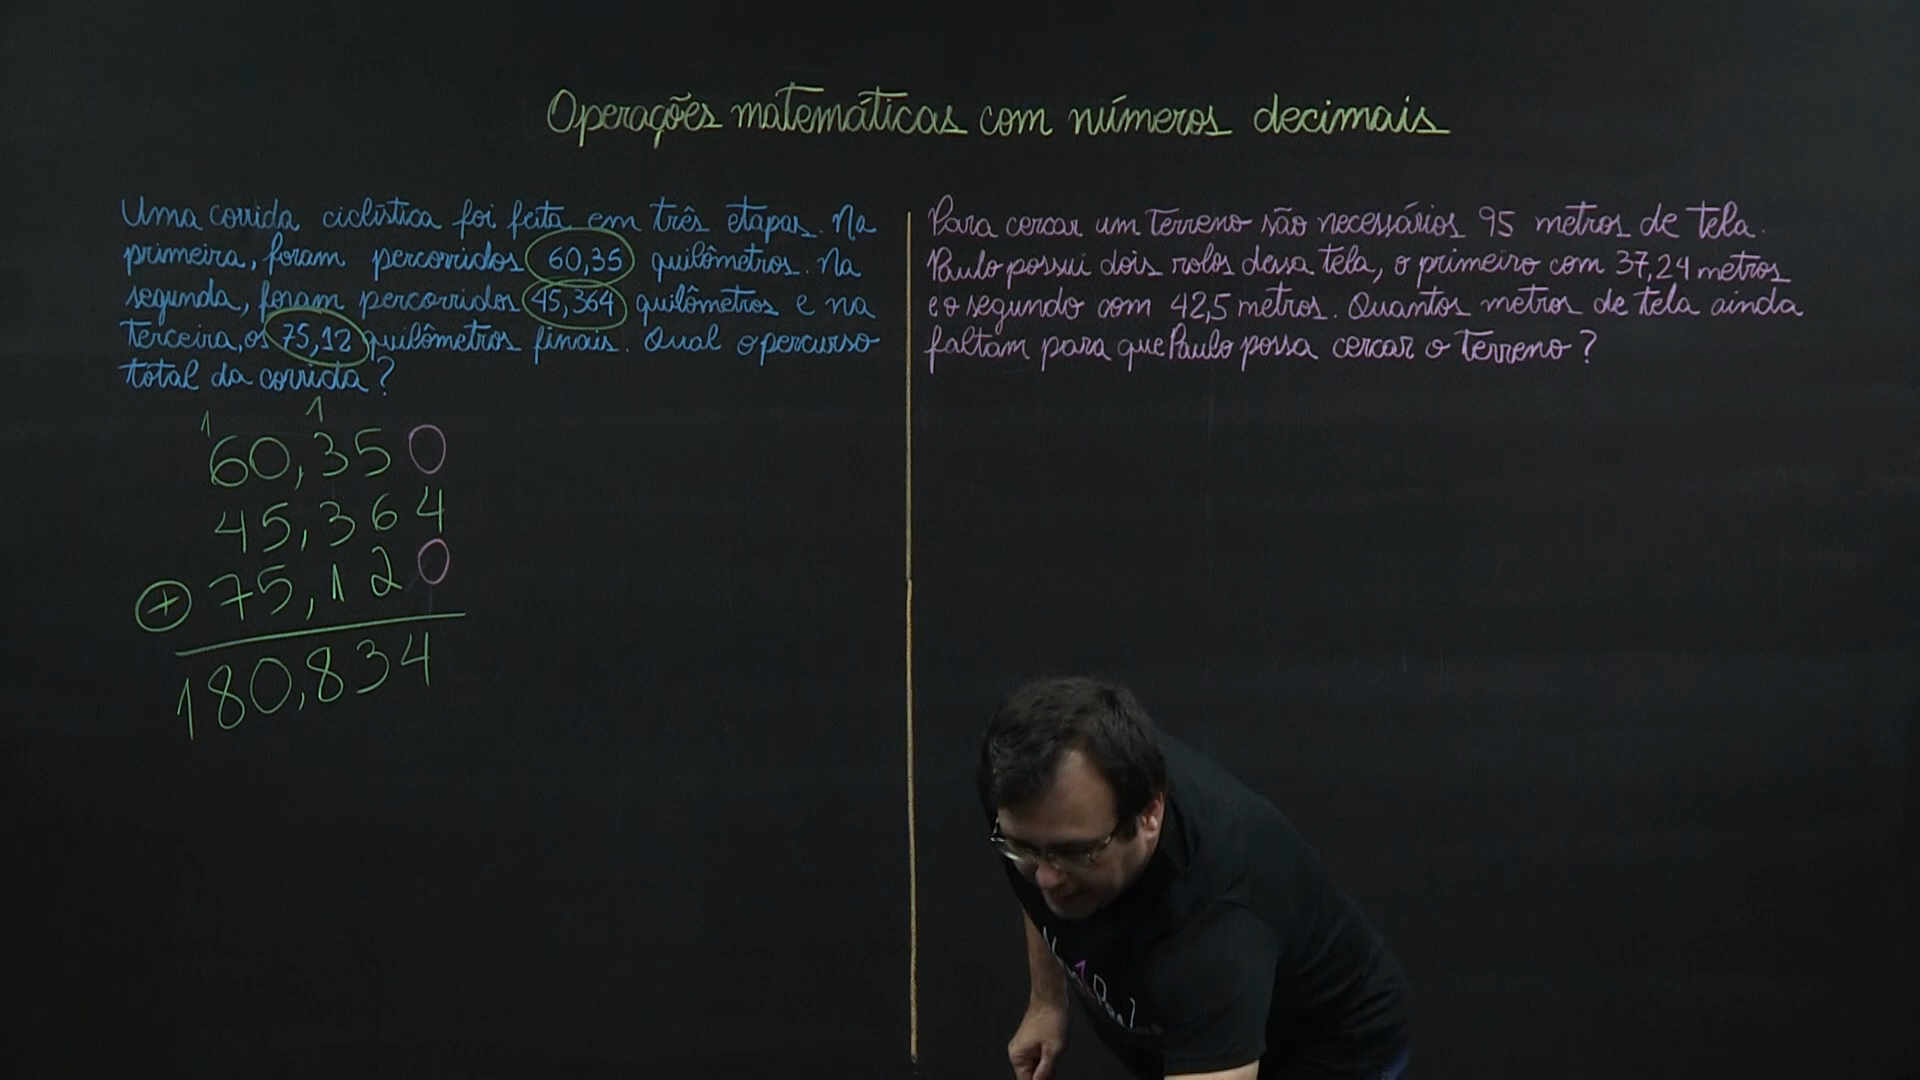 Operações matemáticas com números decimais
Uma corrida ciclística foi feita em três etapas. Na
primeira, foram percorridos 60,35 quilômetros. Na
segunda, foram percorridos 45,364 quilômetros e na
terceira, os 75,12 quilômetros finais. Qual o percurso
total da corrida?
1 1
60,350
45,364
+ 75,120
180,834
Para cercar um terreno são necessários 95 metros de tela.
Paulo possui dois rolos dessa tela, o primeiro com 37,24 metros
e o segundo com 42,5 metros. Quantos metros de tela ainda
faltam para que Paulo possa cercar o terreno?